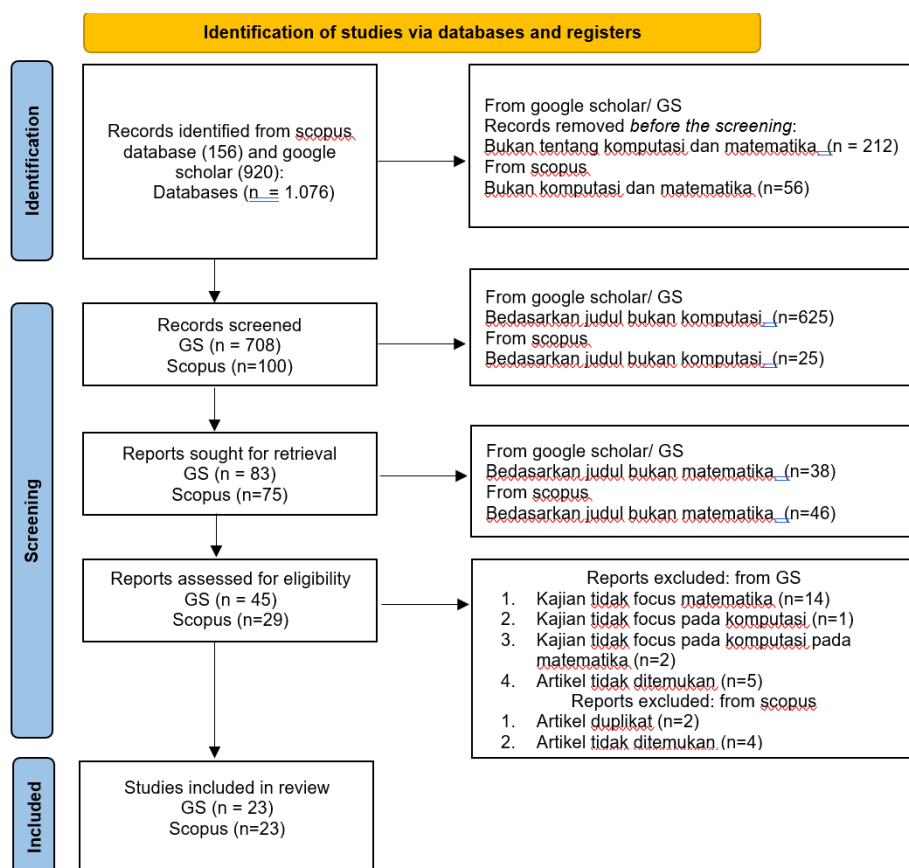 Identification of studies via databases and registers
Identification
Records identified from scopus
database (156) and google
scholar (920):
Databases (n = 1.076)
From google scholar/ GS
Records removed before the screening:
Bukan tentang komputasi dan matematika (n = 212)
From scopus
Bukan komputasi dan matematika (n=56)
Screening
Records screened
GS (n = 708)
Scopus (n=100)
From google scholar/ GS
Bedasarkan judul bukan komputasi (n=625)
From scopus
Bedasarkan judul bukan komputasi (n=25)
Reports sought for retrieval
GS (n = 83)
Scopus (n=75)
From google scholar/ GS
Bedasarkan judul bukan matematika (n=38)
From scopus
Bedasarkan judul bukan matematika (n=46)
Reports assessed for eligibility
GS (n = 45)
Scopus (n=29)
Reports excluded: from GS
1. Kajian tidak focus matematika (n=14)
2. Kajian tidak focus pada komputasi (n=1)
3. Kajian tidak focus pada komputasi pada
matematika (n=2)
4. Artikel tidak ditemukan (n=5)
Reports excluded: from scopus
1. Artikel duplikat (n=2)
2. Artikel tidak ditemukan (n=4)
Included
Studies included in review
GS (n = 23)
Scopus (n=23)